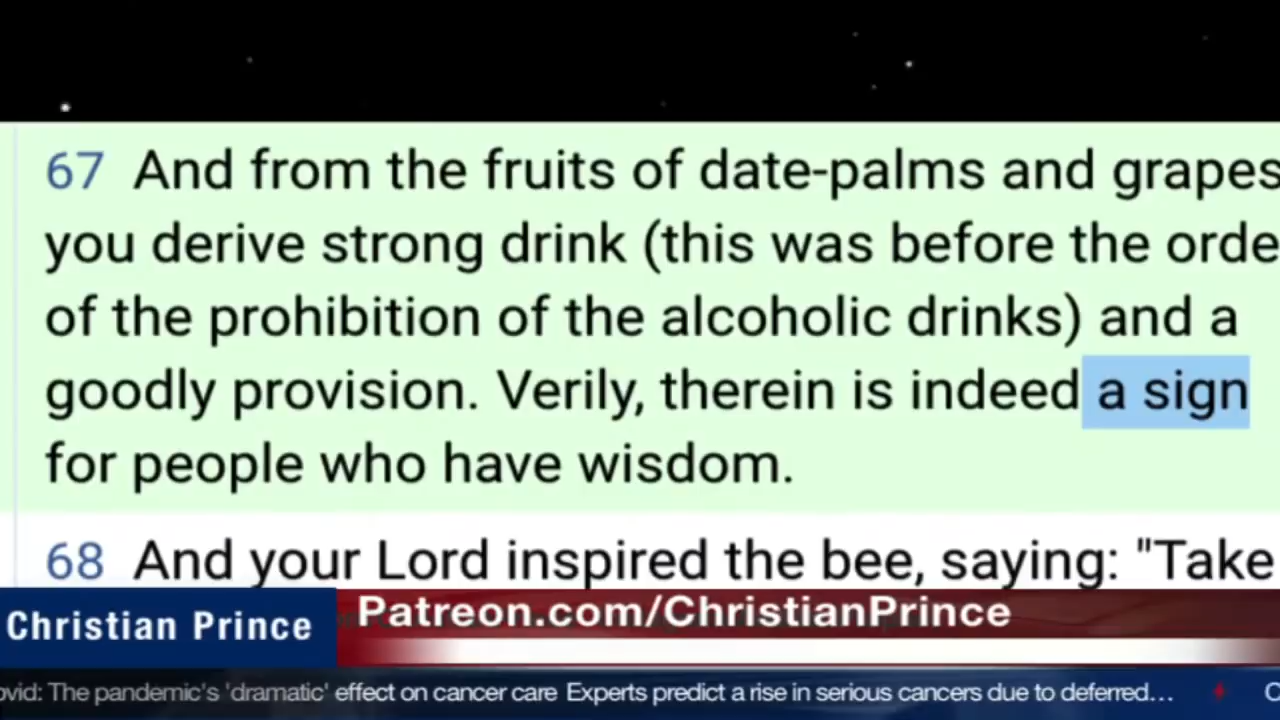 67 And from the fruits of date-palms and grapes
you derive strong drink (this was before the orde
of the prohibition of the alcoholic drinks) and a
goodly provision. Verily, therein is indeed a sign
for people who have wisdom.
68 And your Lord inspired the bee, saying: "Take
Christian Prince
Patreon.com/ChristianPrince
ovid: The pandemic's 'dramatic' effect on cancer care Experts predict a rise in serious cancers due to deferred... C